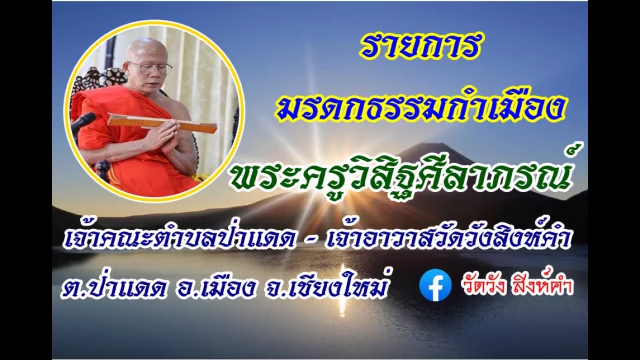 รายการ
มรดกธรรมกำเมือง
พระครูวิสิฐศีลาภรณ์
เจ้าคณะตำบลป่าแดด - เจ้าอาวาสวัดวังสิงห์คำ
ต.ป่าแดด อ.เมือง จ.เชียงใหม่
วัดวัง สิงห์คำ